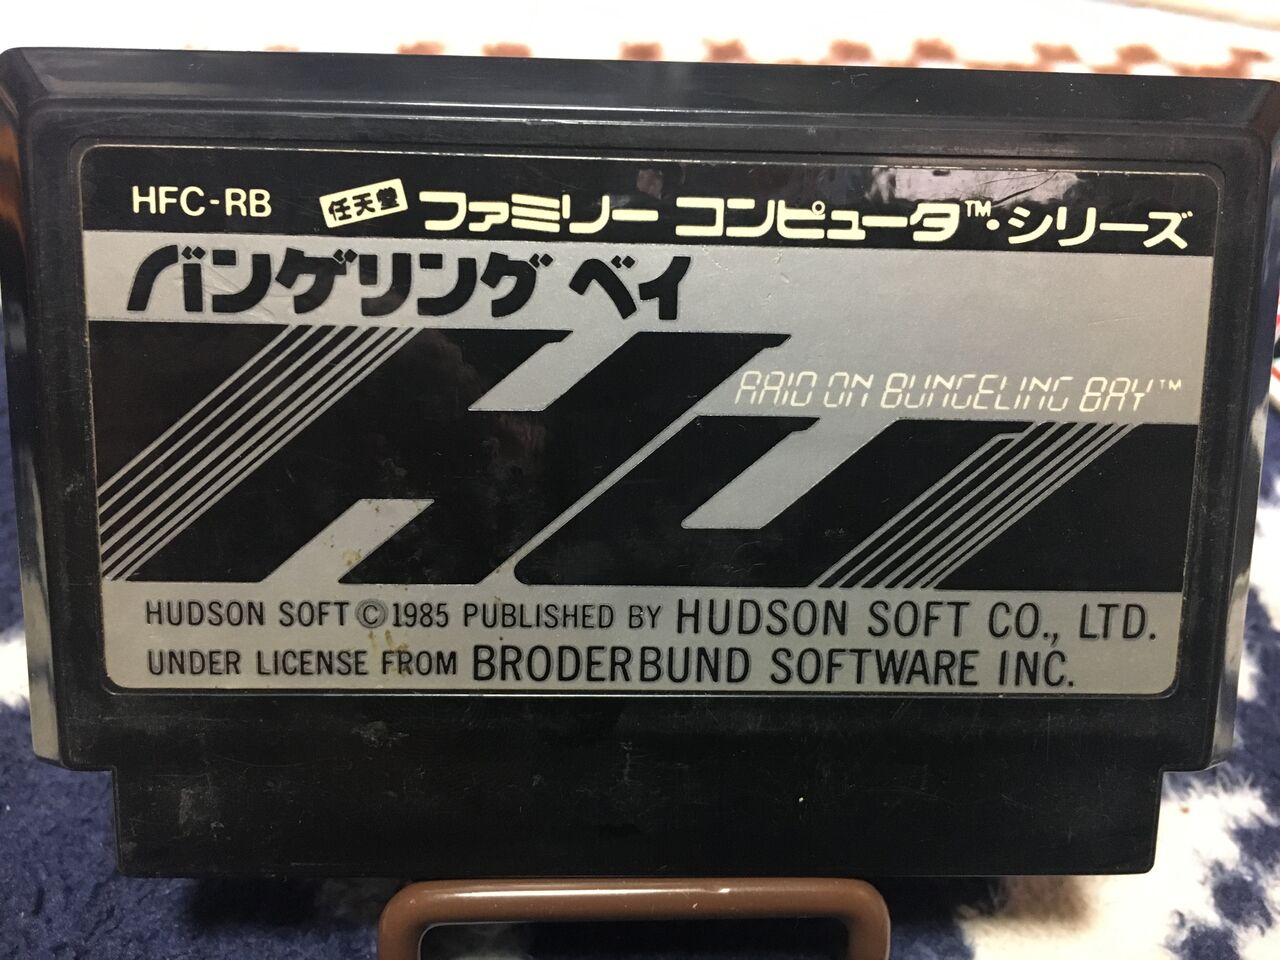 HFC-RB 任天堂 ファミリー コンピュータ™・シリーズ
バンゲリング ベイ
RAID ON BUNGELING BAY™
HUDSON SOFT © 1985 PUBLISHED BY HUDSON SOFT CO., LTD.
UNDER LICENSE FROM BRODERBUND SOFTWARE INC.